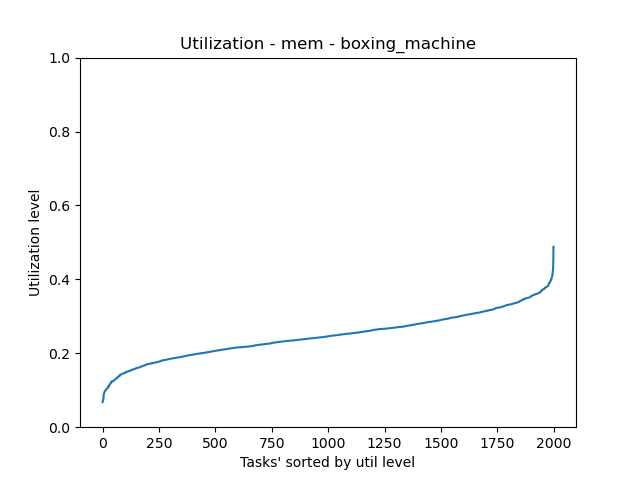 Utilization - mem - boxing_machine
1.0
0.8
0.6
0.4
0.2
0.0
Utilization level
0 250 500 750 1000 1250 1500 1750 2000
Tasks' sorted by util level